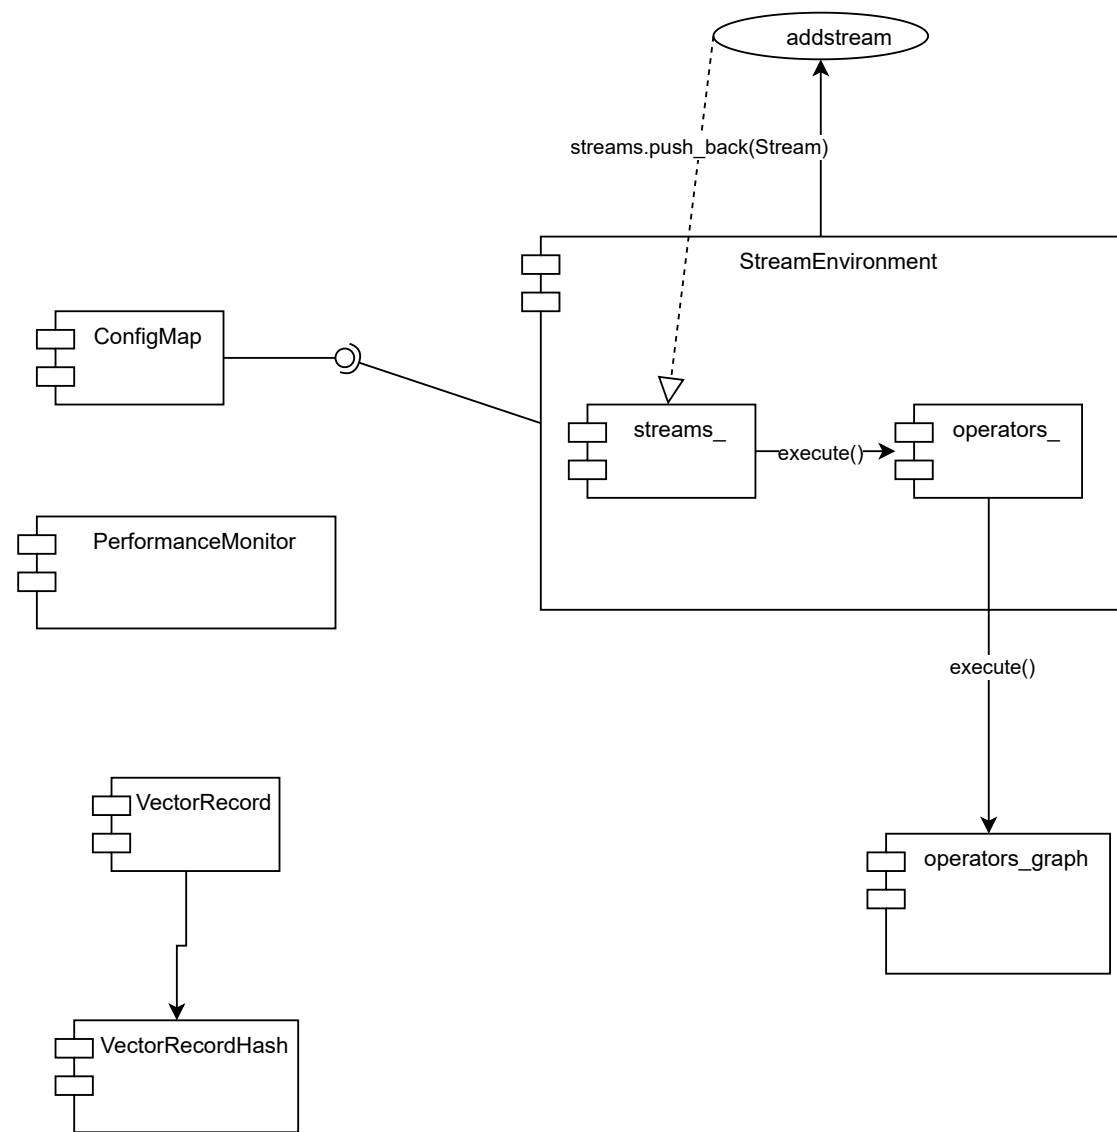 addstream
streams.push_back(Stream)
StreamEnvironment
ConfigMap
streams_
execute()
operators_
PerformanceMonitor
execute()
VectorRecord
operators_graph
VectorRecordHash